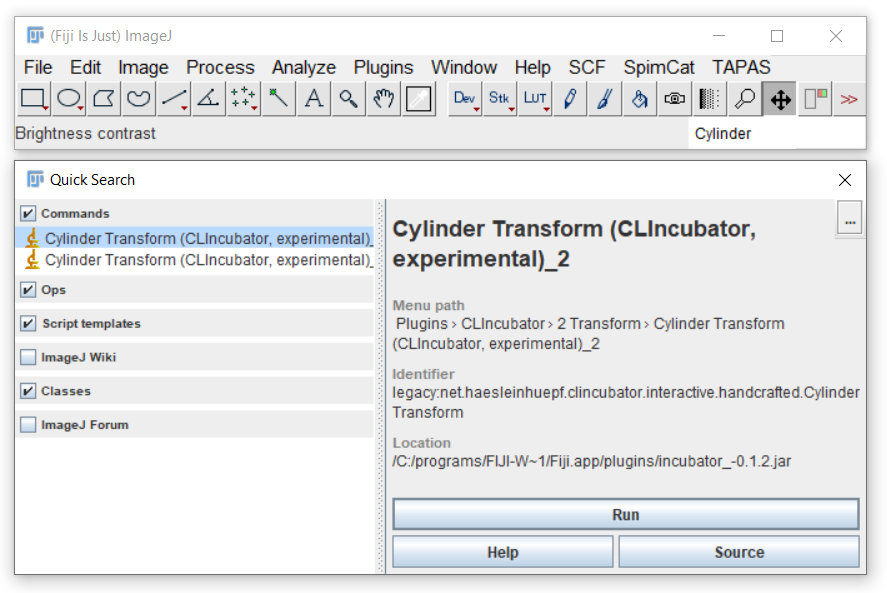 (Fiji Is Just) ImageJ
File Edit Image Process Analyze Plugins Window Help SCF SpimCat TAPAS
A Dev Stk LUT >>
Brightness contrast
Cylinder
Quick Search
Commands
Cylinder Transform (CLIncubator, experimental)_
Cylinder Transform (CLIncubator, experimental)_
Ops
Script templates
ImageJ Wiki
Classes
ImageJ Forum
...
Cylinder Transform (CLIncubator,
experimental)_2
Menu path
Plugins › CLIncubator › 2 Transform › Cylinder Transform
(CLIncubator, experimental)_2
Identifier
legacy:net.haesleinhuepf.clincubator.interactive.handcrafted.Cylinder
Transform
Location
/C:/programs/FIJI-W~1/Fiji.app/plugins/incubator_-0.1.2.jar
Run
Help Source